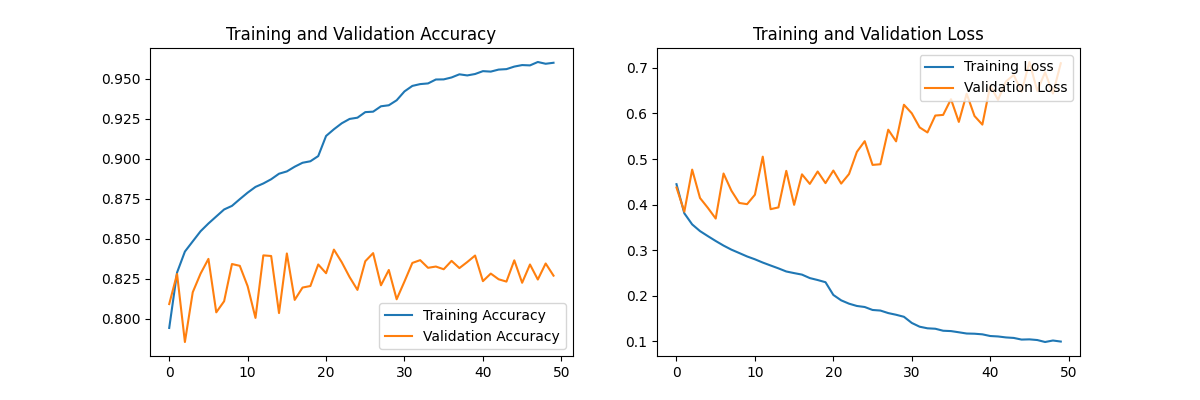 Training and Validation Accuracy
0.950
0.925
0.900
0.875
0.850
0.825
0.800
0 10 20 30 40 50
Training Accuracy
Validation Accuracy
Training and Validation Loss
0.7
0.6
0.5
0.4
0.3
0.2
0.1
0 10 20 30 40 50
Training Loss
Validation Loss